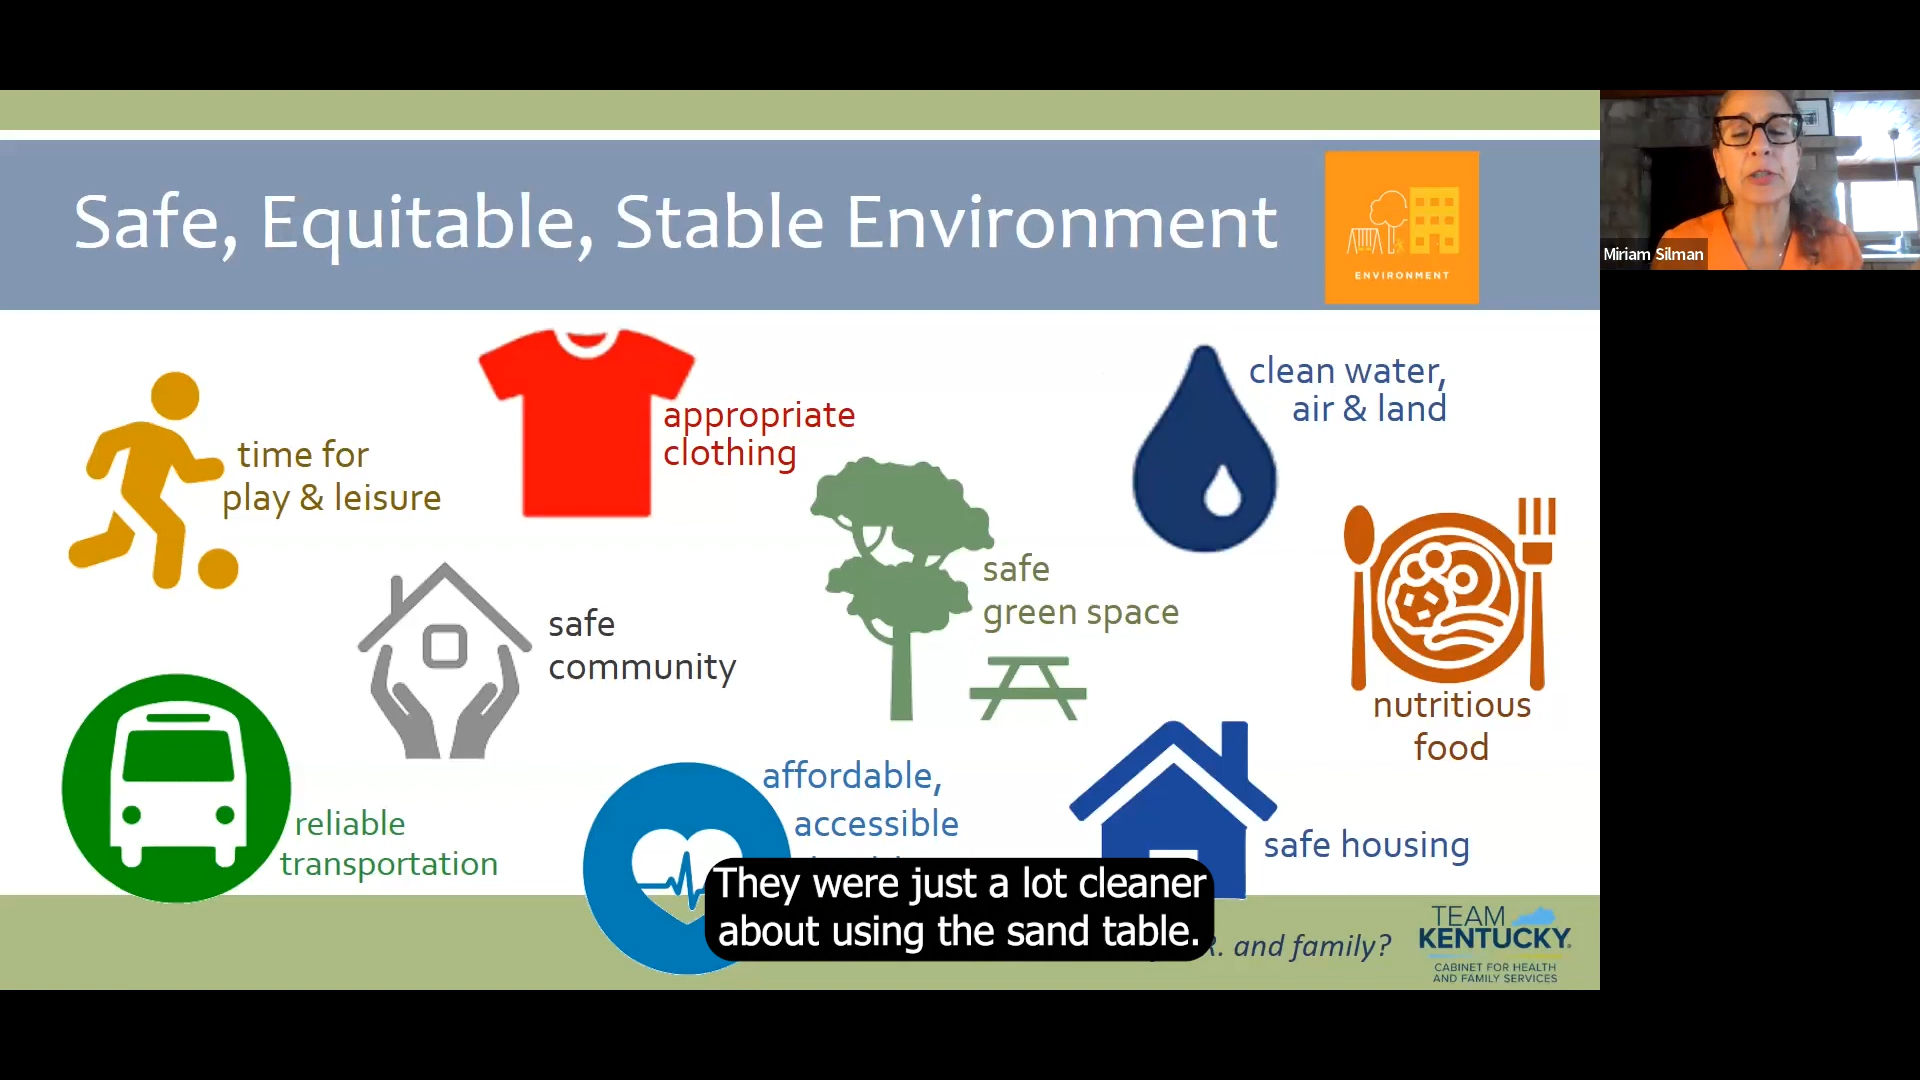 Safe, Equitable, Stable Environment
ENVIRONMENT
Miriam Silman
time for
play & leisure
appropriate
clothing
clean water,
air & land
safe
green space
safe
community
nutritious
food
reliable
transportation
affordable,
accessible
safe housing
They were just a lot cleaner
about using the sand table.
R. and family?
TEAM
KENTUCKY
CABINET FOR HEALTH
AND FAMILY SERVICES